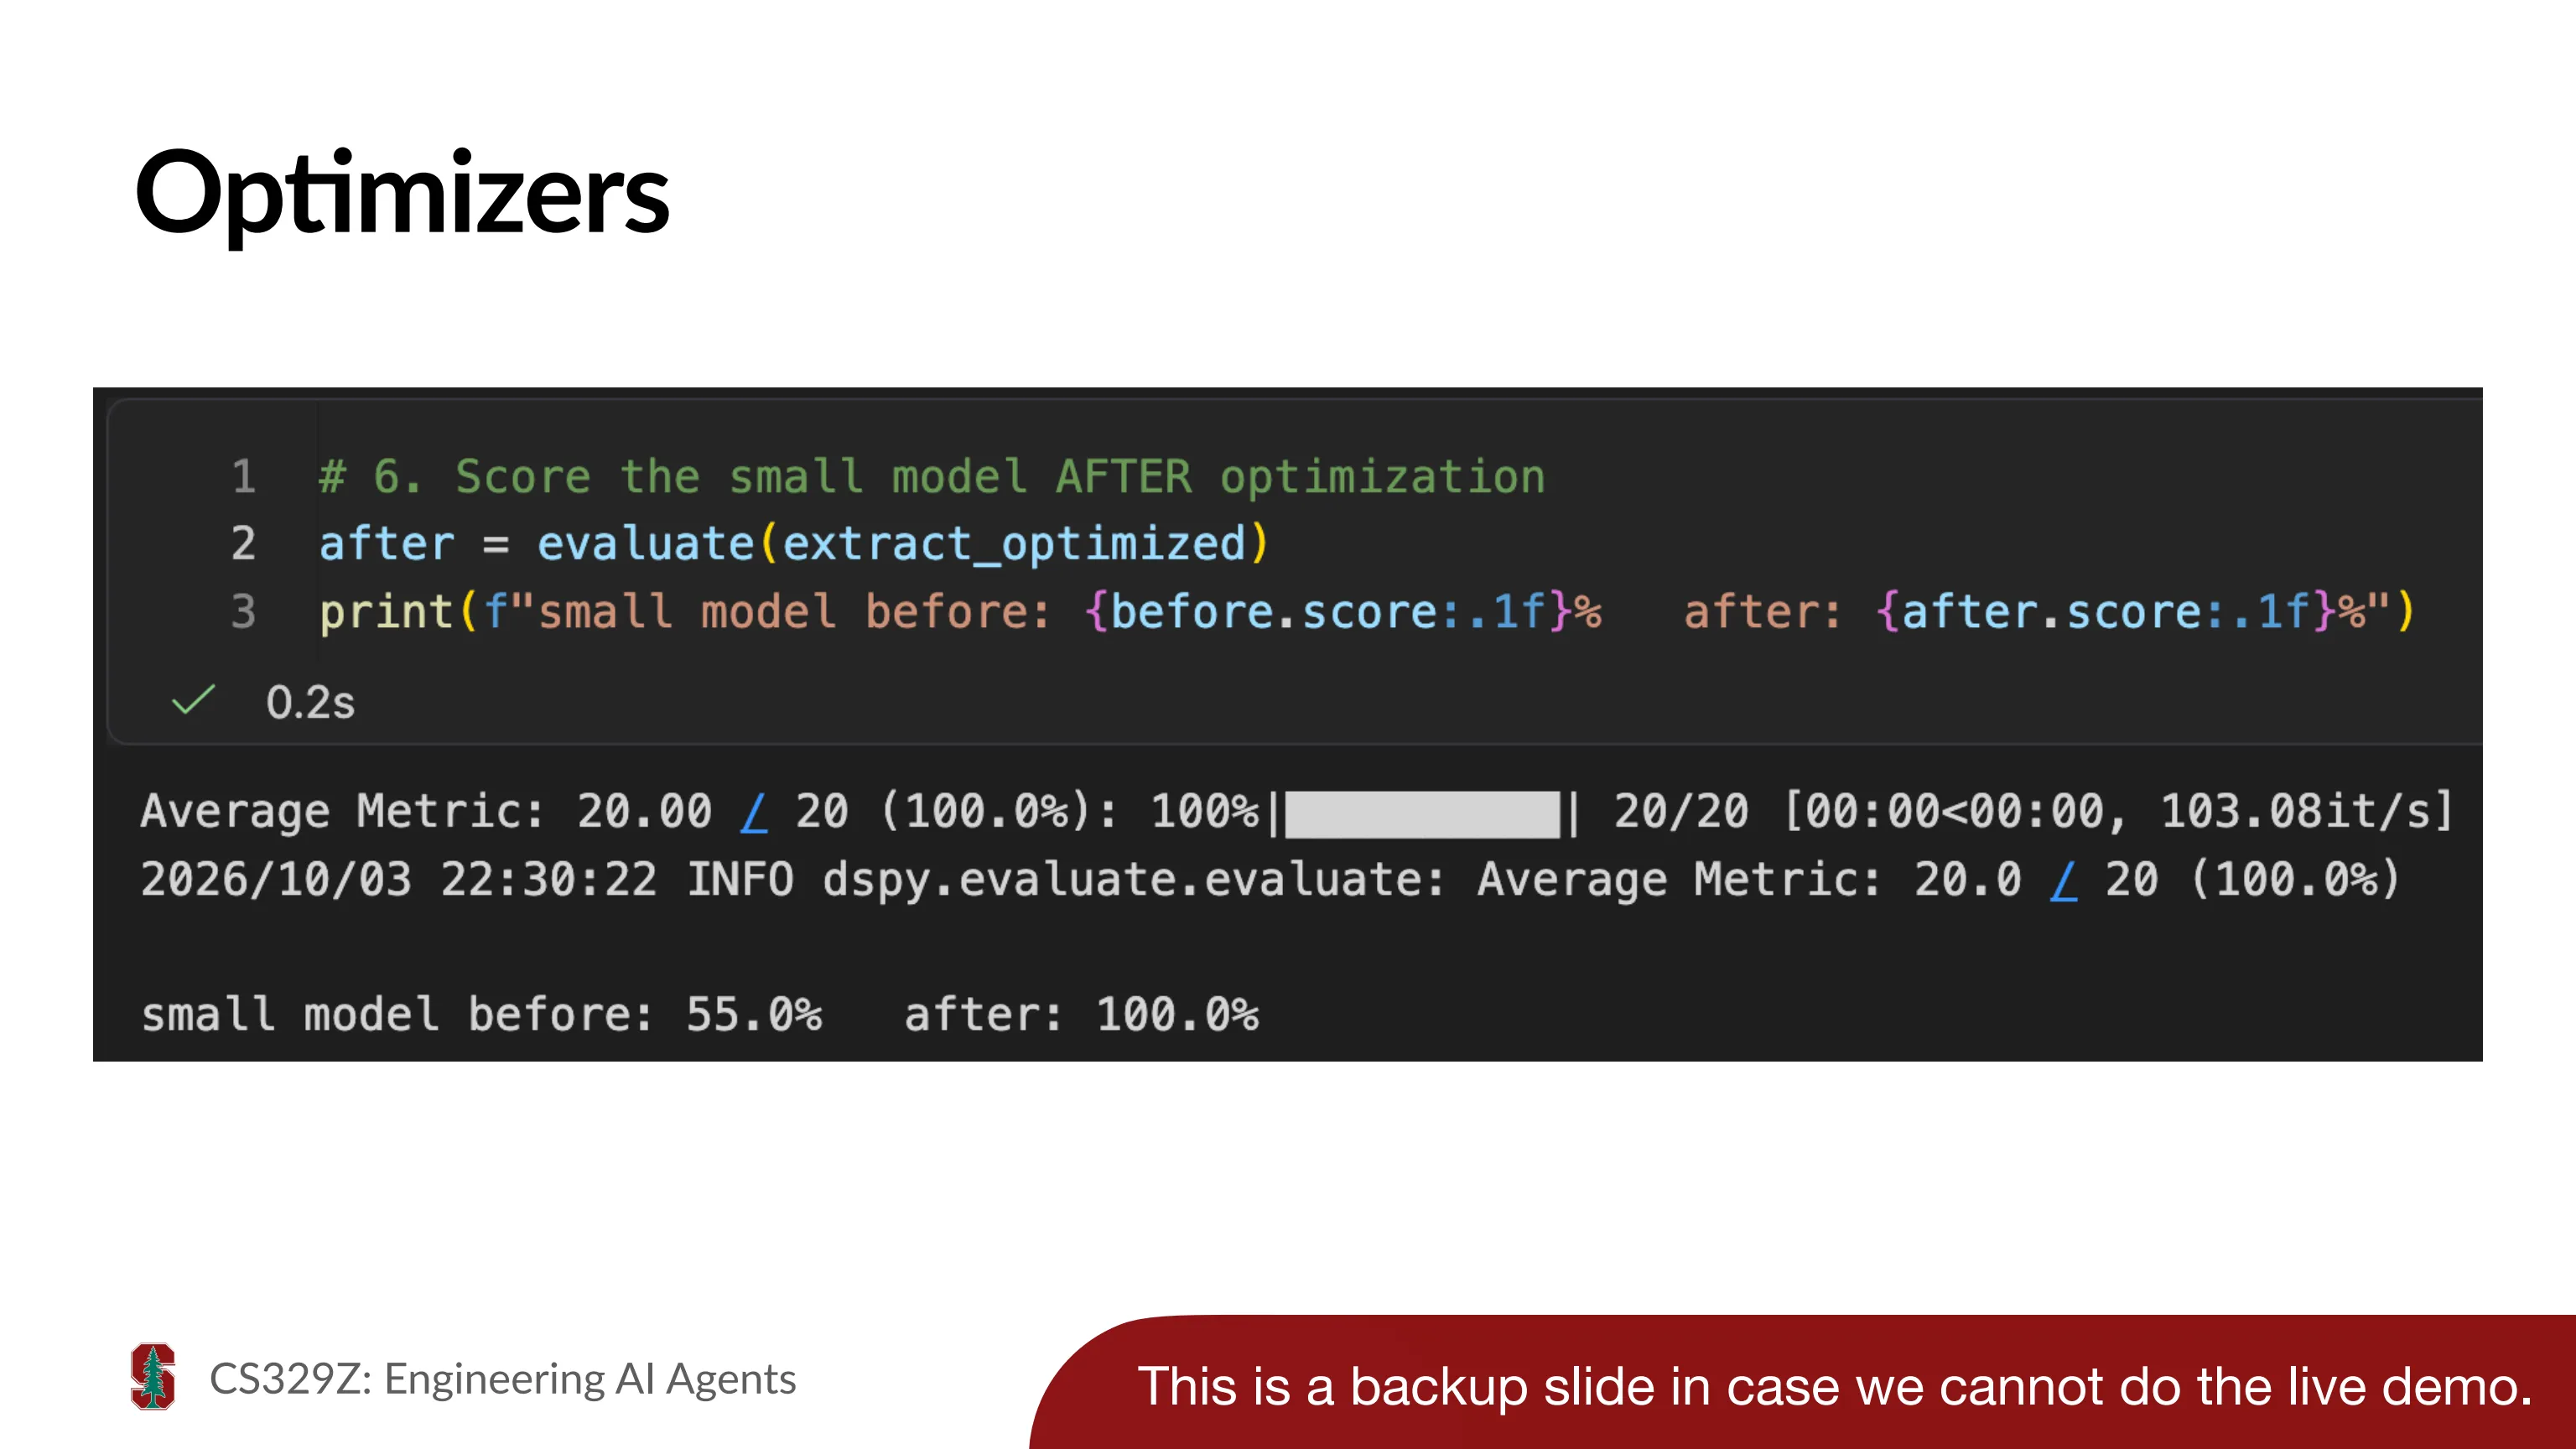 Optimizers
1 # 6. Score the small model AFTER optimization
2 after = evaluate(extract_optimized)
3 print(f"small model before: {before.score:.1f}%   after: {after.score:.1f}%")
0.2s
Average Metric: 20.00 / 20 (100.0%): 100%|██████████| 20/20 [00:00<00:00, 103.08it/s]
2026/10/03 22:30:22 INFO dspy.evaluate.evaluate: Average Metric: 20.0 / 20 (100.0%)
small model before: 55.0%   after: 100.0%
CS329Z: Engineering AI Agents
This is a backup slide in case we cannot do the live demo.